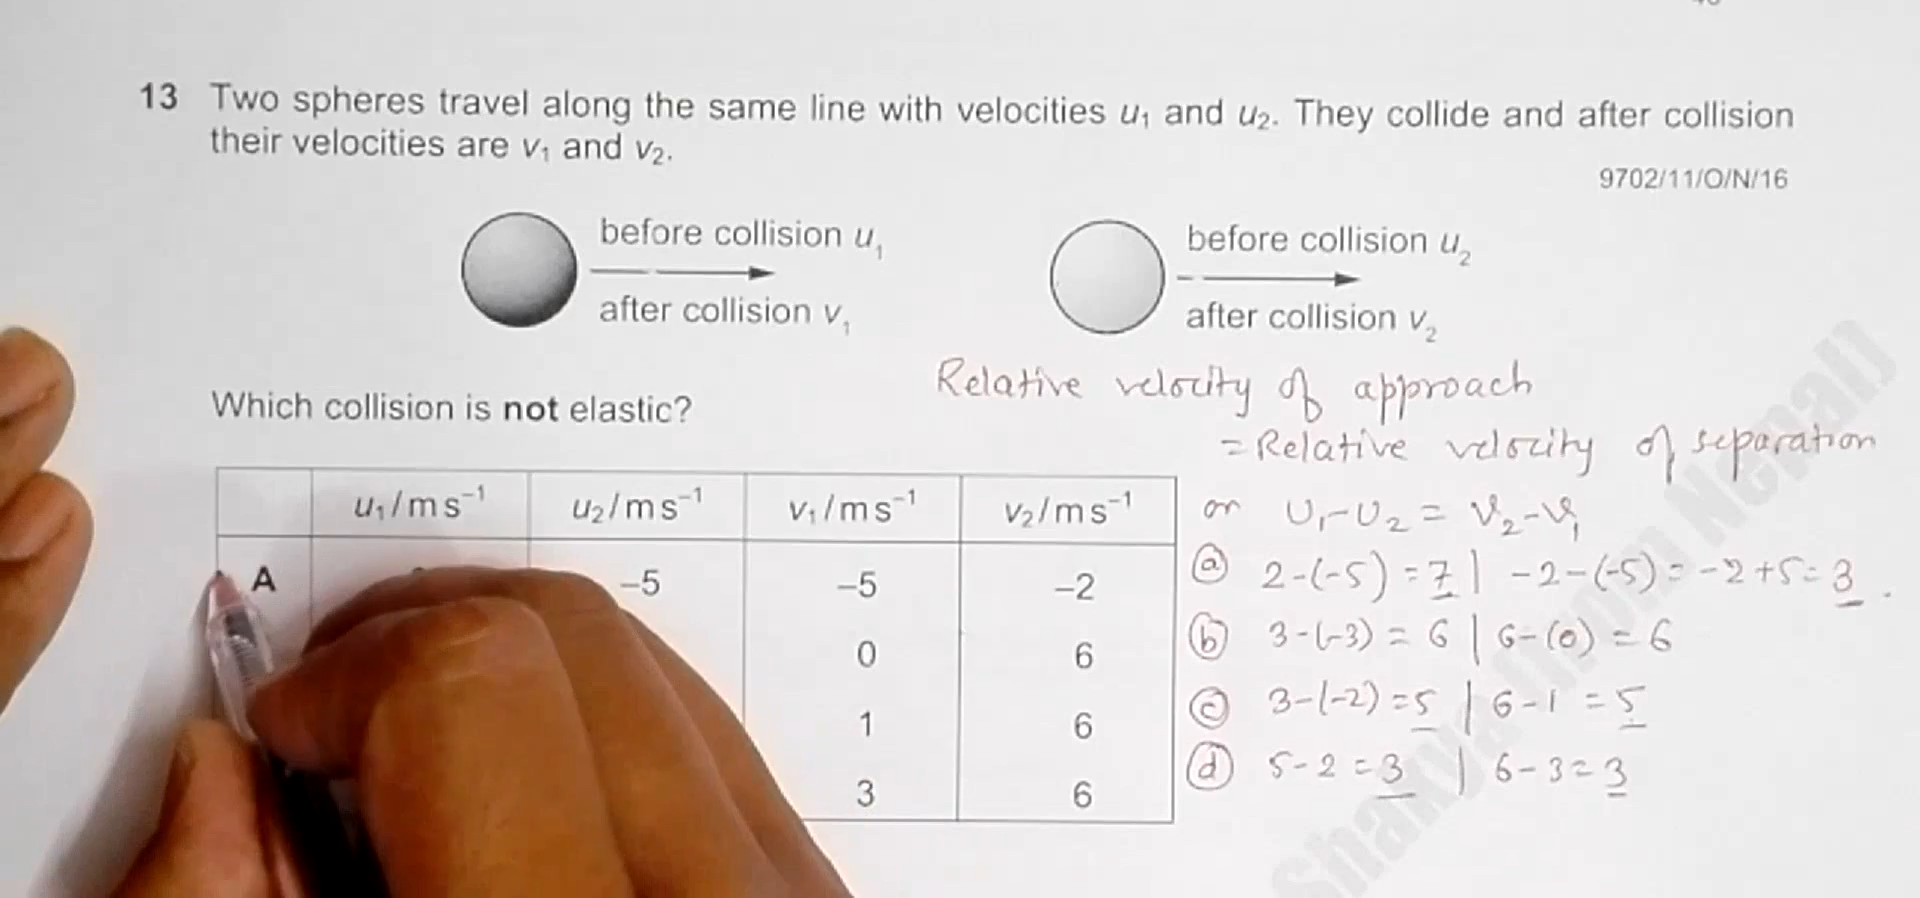 13 Two spheres travel along the same line with velocities u₁ and u₂. They collide and after collision
their velocities are v₁ and v₂.
9702/11/O/N/16
before collision u₁
after collision v₁
before collision u₂
after collision v₂
Relative velocity of approach
= Relative velocity of separation
Which collision is not elastic?
or U₁-U₂ = V₂-V₁
u₁/ms⁻¹ u₂/ms⁻¹ v₁/ms⁻¹ v₂/ms⁻¹
A –5 –5 –2
0 6
1 6
3 6
(a) 2-(-5) = 7 | -2-(-5) = -2+5 = 3
(b) 3-(-3) = 6 | 6-(0) = 6
(c) 3-(-2) = 5 | 6-1 = 5
(d) 5-2 = 3 | 6-3 = 3